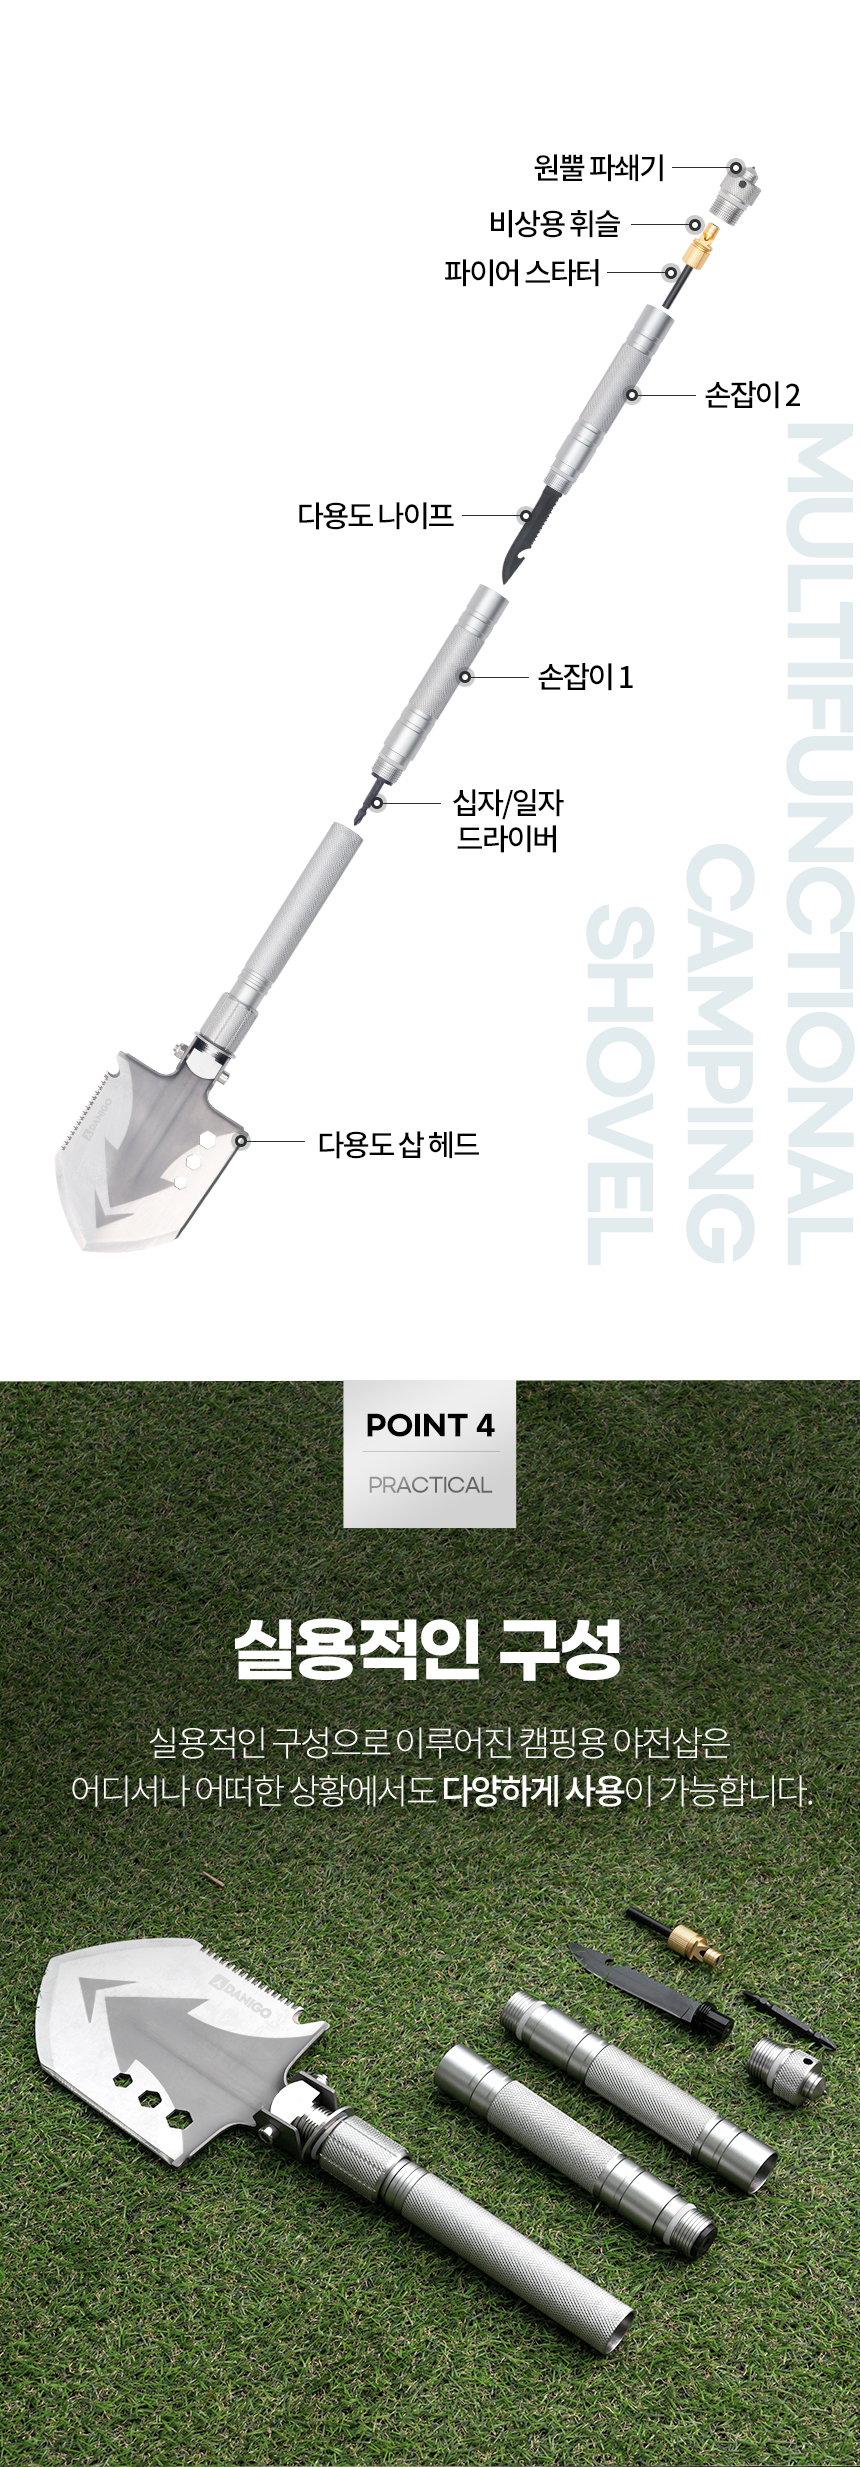 원뿔 파쇄기
비상용 휘슬
파이어 스타터
손잡이 2
다용도 나이프
손잡이 1
십자/일자
드라이버
다용도 삽 헤드
MULTIFUNCTIONAL
CAMPING
SHOVEL
DANIGO
POINT 4
PRACTICAL
실용적인 구성
실용적인 구성으로 이루어진 캠핑용 야전삽은
어디서나 어떠한 상황에서도 다양하게 사용이 가능합니다.
DANIGO